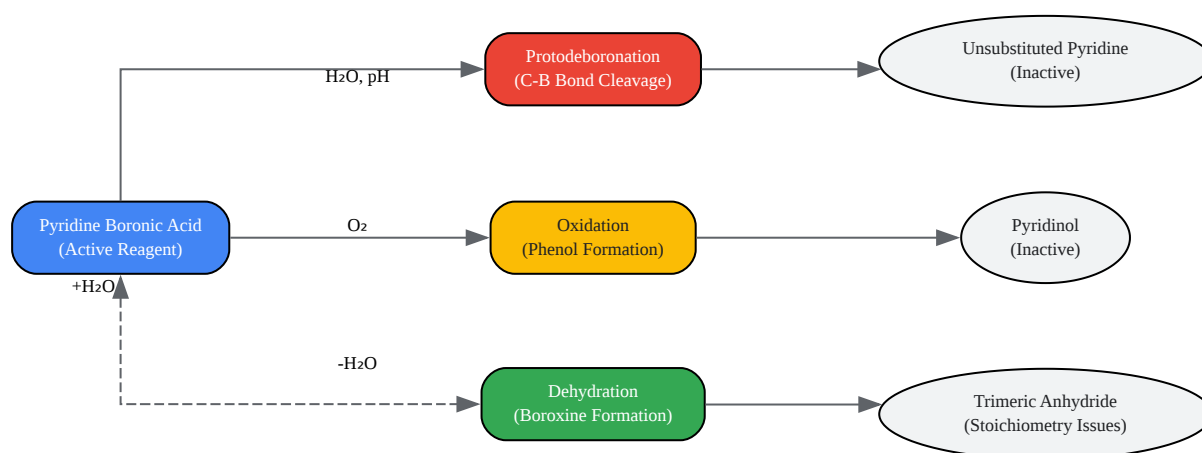 Protodeboronation
(C-B Bond Cleavage)
Unsubstituted Pyridine
(Inactive)
H₂O, pH
Pyridine Boronic Acid
(Active Reagent)
O₂
Oxidation
(Phenol Formation)
Pyridinol
(Inactive)
+H₂O
-H₂O
Dehydration
(Boroxine Formation)
Trimeric Anhydride
(Stoichiometry Issues)